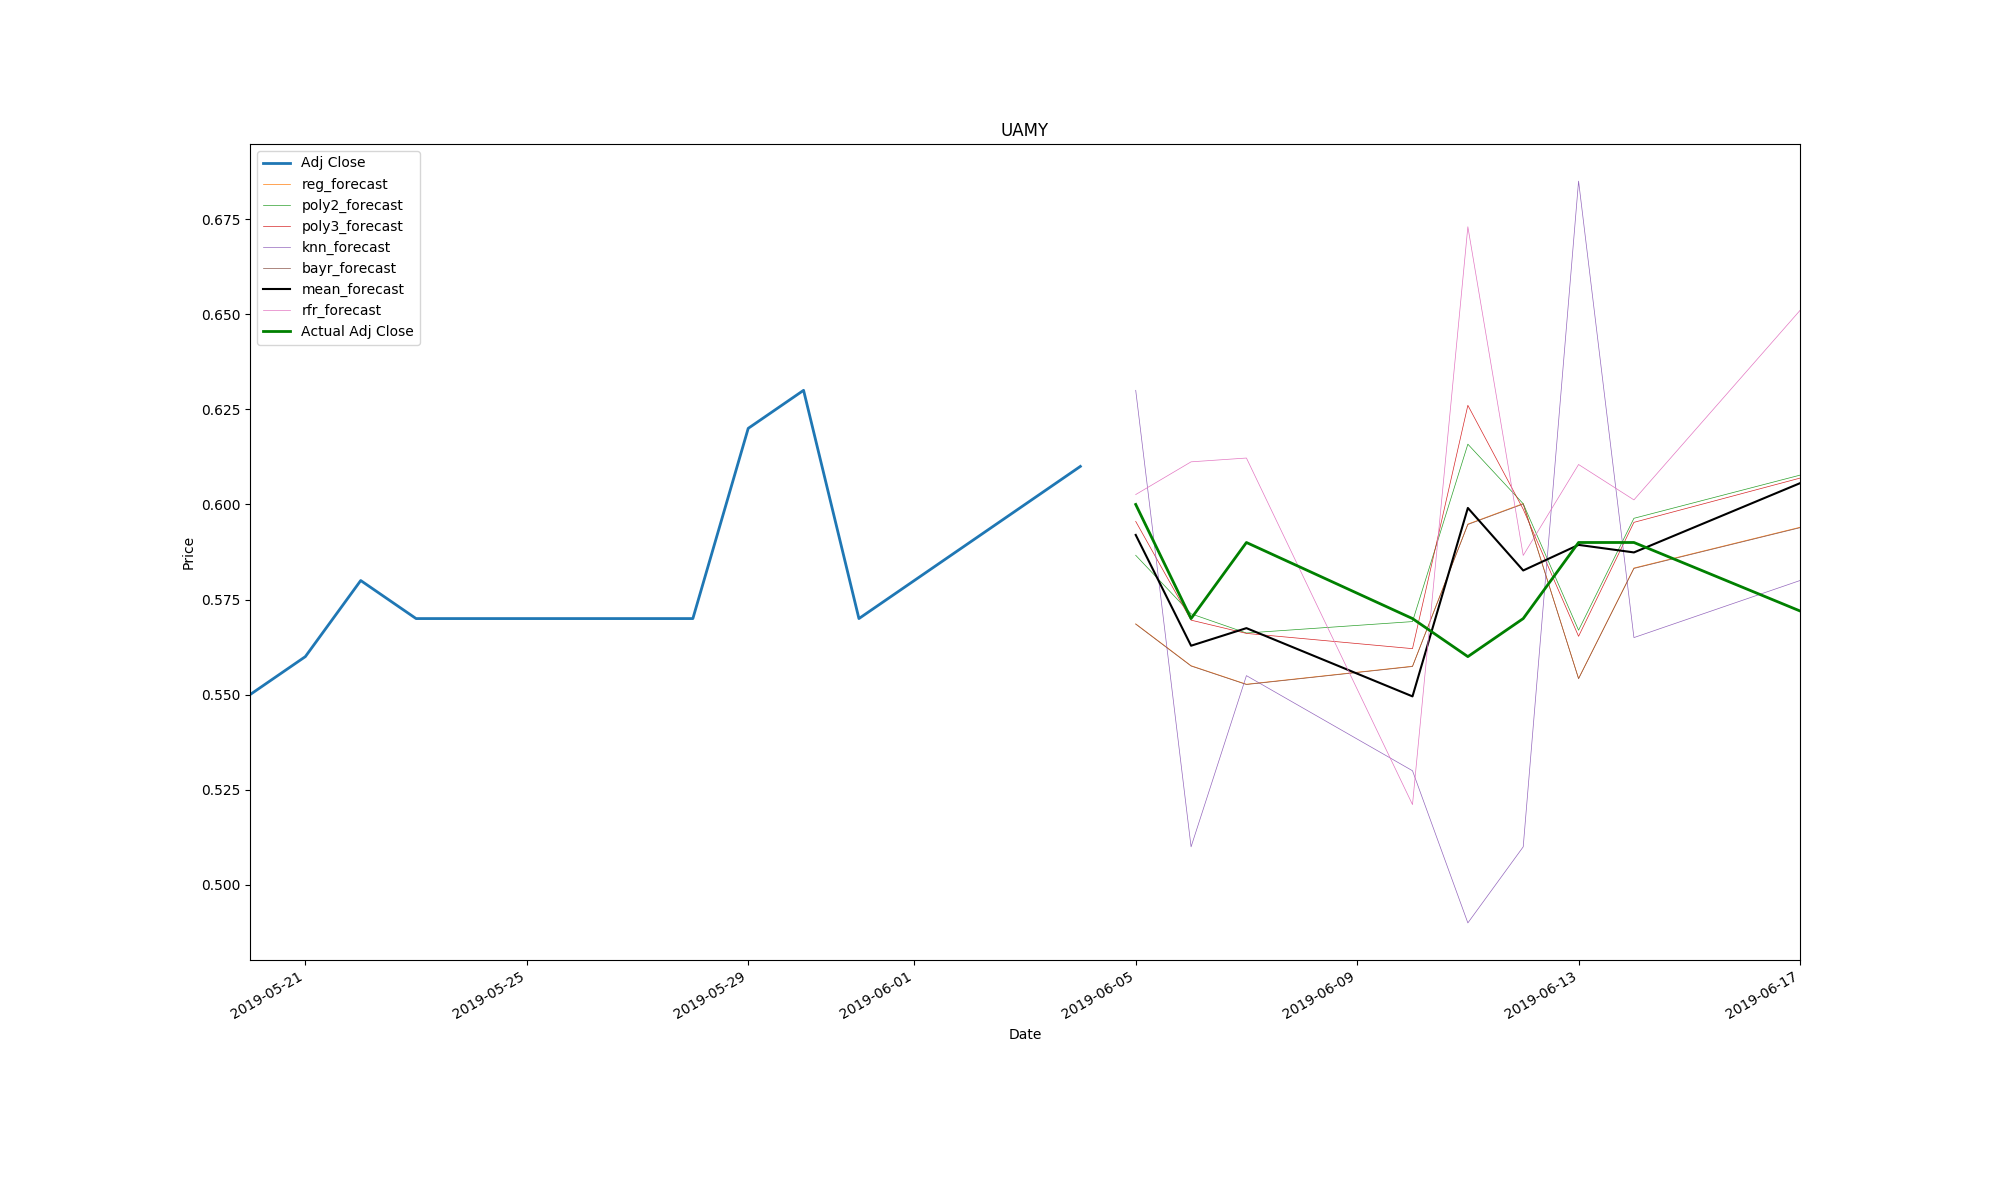 UAMY
Adj Close
reg_forecast
poly2_forecast
poly3_forecast
knn_forecast
bayr_forecast
mean_forecast
rfr_forecast
Actual Adj Close
0.675
0.650
0.625
0.600
0.575
0.550
0.525
0.500
Price
2019-05-21
2019-05-25
2019-05-29
2019-06-01
2019-06-05
2019-06-09
2019-06-13
2019-06-17
Date